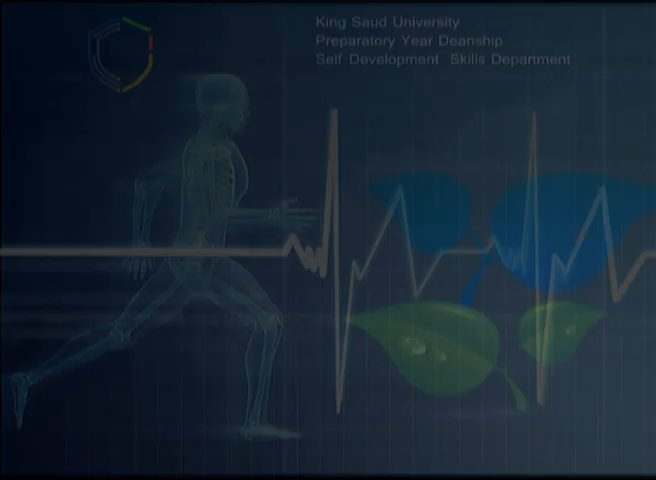 King Saud University
Preparatory Year Deanship
Self-Development Skills Department